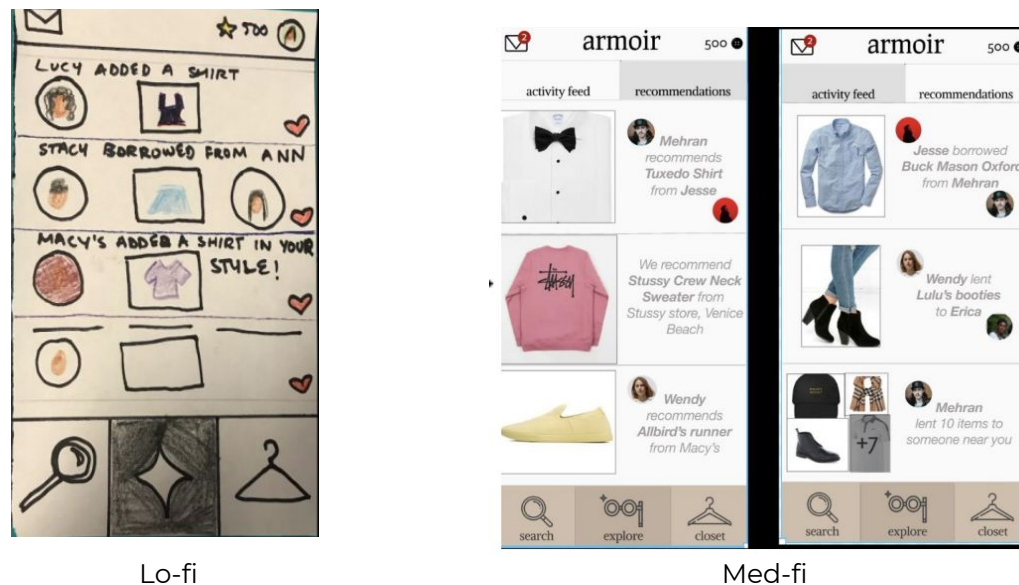 500
LUCY ADDED A SHIRT
STACY BORROWED FROM ANN
MACY'S ADDED A SHIRT IN YOUR
STYLE!
Lo-fi
2
armoir
500
activity feed
recommendations
Mehran
recommends
Tuxedo Shirt
from Jesse
STUSSY
We recommend
Stussy Crew Neck
Sweater from
Stussy store, Venice
Beach
Wendy
recommends
Allbird's runner
from Macy's
search
explore
closet
2
armoir
500
activity feed
recommendations
Jesse borrowed
Buck Mason Oxford
from Mehran
Wendy lent
Lulu's booties
to Erica
+7
Mehran
lent 10 items to
someone near you
search
explore
closet
Med-fi